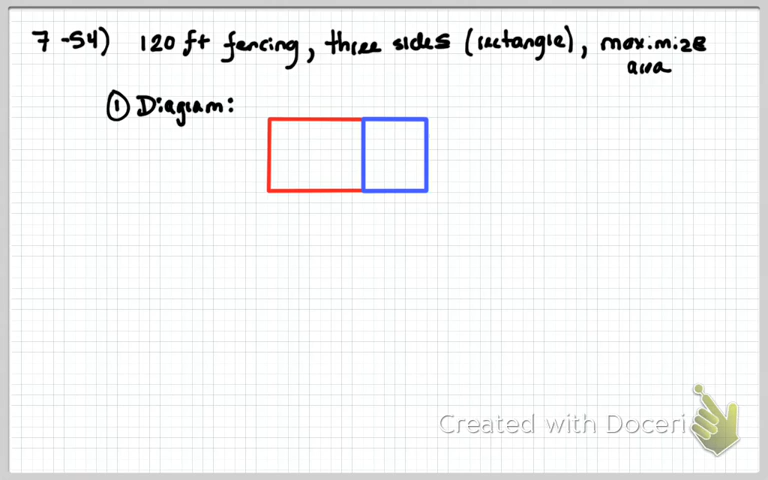 7-54) 120 ft fencing, three sides (rectangle), maximize
area
① Diagram:
Created with Doceri